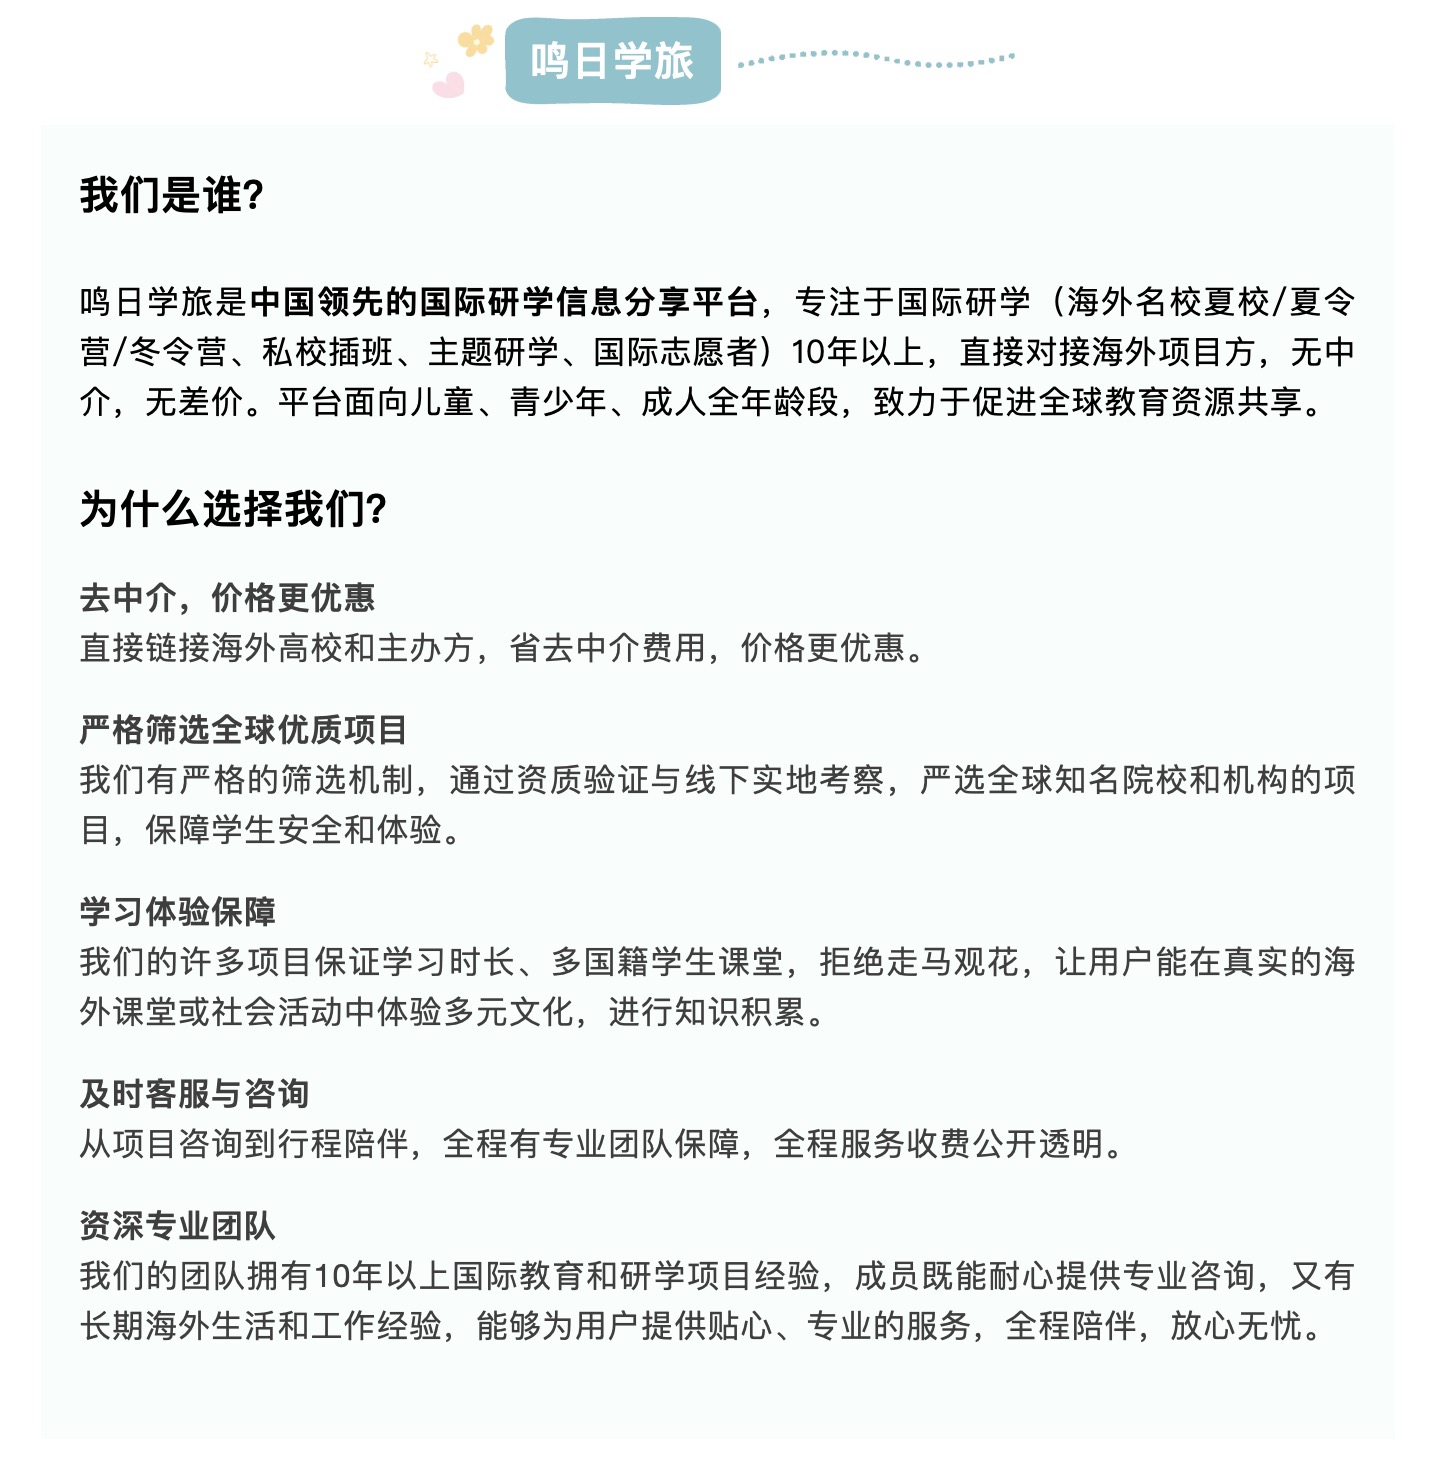 鸣日学旅
我们是谁?
鸣日学旅是中国领先的国际研学信息分享平台，专注于国际研学（海外名校夏校/夏令
营/冬令营、私校插班、主题研学、国际志愿者）10年以上，直接对接海外项目方，无中
介，无差价。平台面向儿童、青少年、成人全年龄段，致力于促进全球教育资源共享。
为什么选择我们?
去中介，价格更优惠
直接链接海外高校和主办方，省去中介费用，价格更优惠。
严格筛选全球优质项目
我们有严格的筛选机制，通过资质验证与线下实地考察，严选全球知名院校和机构的项
目，保障学生安全和体验。
学习体验保障
我们的许多项目保证学习时长、多国籍学生课堂，拒绝走马观花，让用户能在真实的海
外课堂或社会活动中体验多元文化，进行知识积累。
及时客服与咨询
从项目咨询到行程陪伴，全程有专业团队保障，全程服务收费公开透明。
资深专业团队
我们的团队拥有10年以上国际教育和研学项目经验，成员既能耐心提供专业咨询，又有
长期海外生活和工作经验，能够为用户提供贴心、专业的服务，全程陪伴，放心无忧。